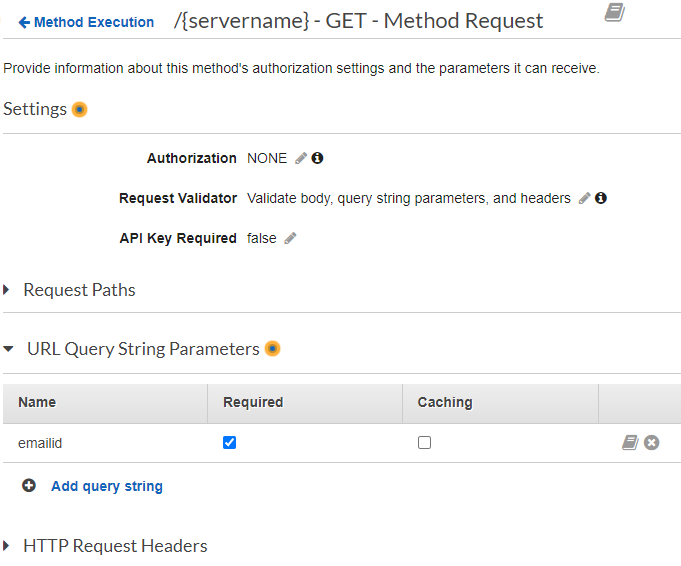 Method Execution /{servername} - GET - Method Request
Provide information about this method's authorization settings and the parameters it can receive.
Settings
Authorization NONE
Request Validator Validate body, query string parameters, and headers
API Key Required false
Request Paths
URL Query String Parameters
Name Required Caching
emailid
Add query string
HTTP Request Headers